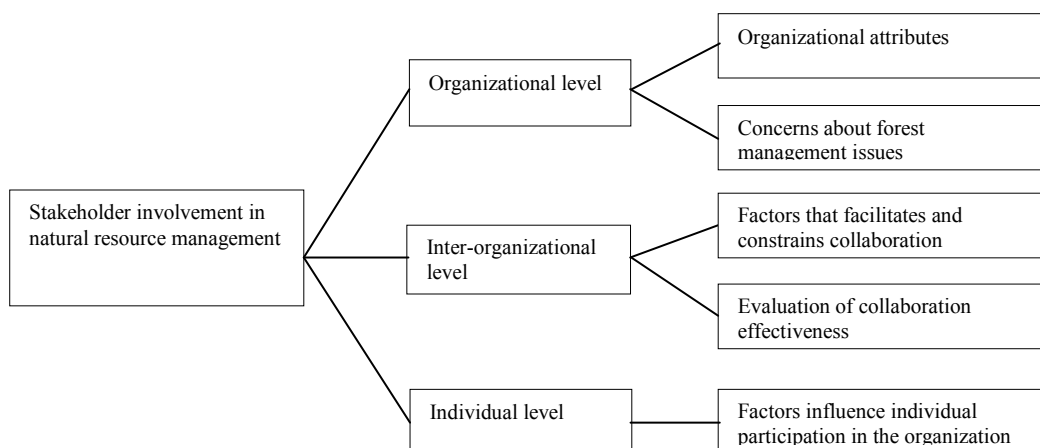 Organizational attributes
Organizational level
Concerns about forest
management issues
Stakeholder involvement in
natural resource management
Factors that facilitates and
constrains collaboration
Inter-organizational
level
Evaluation of collaboration
effectiveness
Individual level
Factors influence individual
participation in the organization